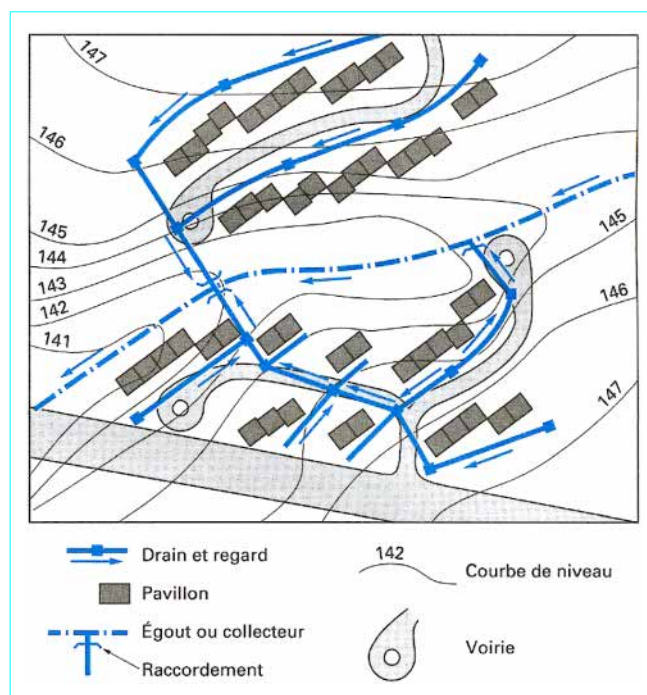 147
146
145
144
143
142
141
145
146
147
Drain et regard
Pavillon
Égout ou collecteur
Raccordement
142
Courbe de niveau
Voirie